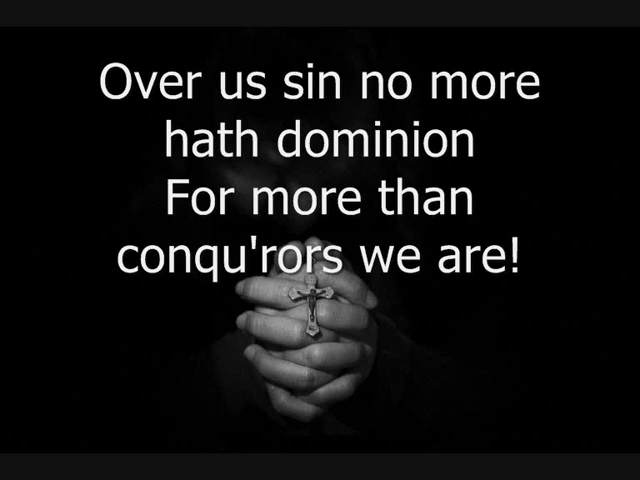 Over us sin no more
hath dominion
For more than
conqu'rors we are!